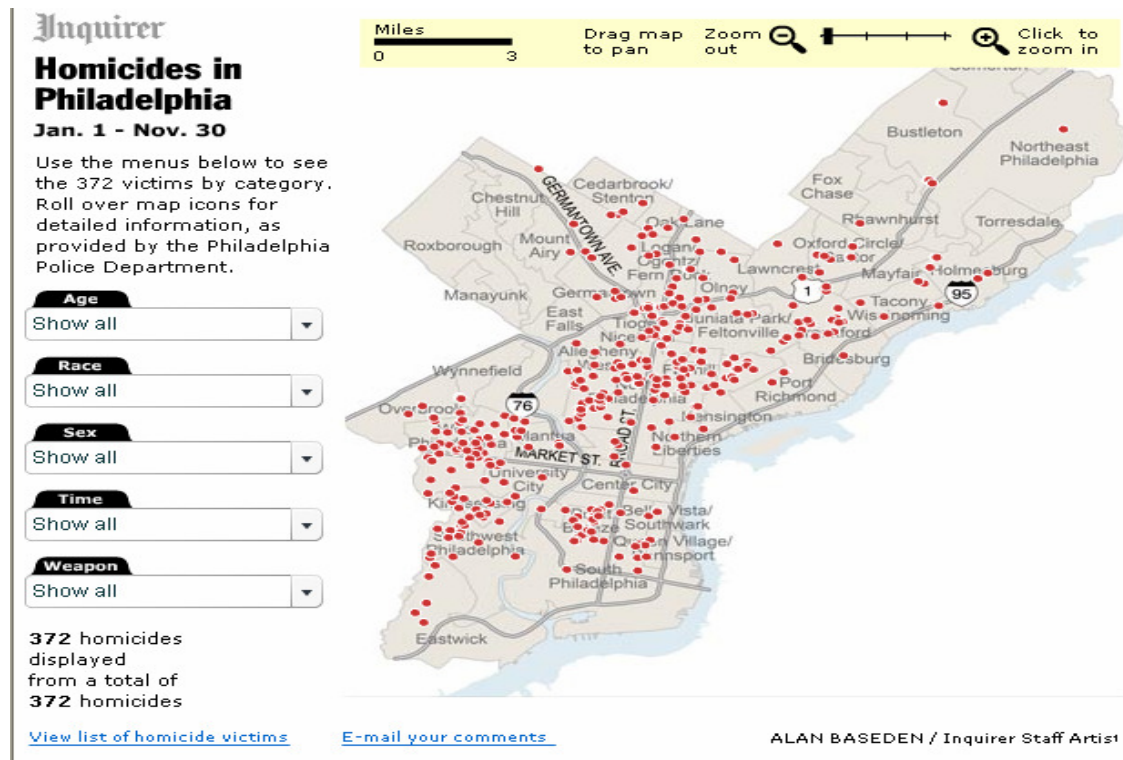 Inquirer
Homicides in
Philadelphia
Jan. 1 - Nov. 30
Use the menus below to see
the 372 victims by category.
Roll over map icons for
detailed information, as
provided by the Philadelphia
Police Department.
Age
Show all
Race
Show all
Sex
Show all
Time
Show all
Weapon
Show all
372 homicides
displayed
from a total of
372 homicides
View list of homicide victims
E-mail your comments
ALAN BASEDEN / Inquirer Staff Artist
Miles
0 3
Drag map
to pan
Zoom
out
Click to
zoom in
Bustleton
Northeast
Philadelphia
Fox
Chase
Rhawnhurst
Torresdale
Cedarbrook/
Stenton
Chestnut
Hill
GERMANTOWN AVE.
Oak Lane
Roxborough
Mount
Airy
Logan/
Ogontz/
Fern Rock
Oxford Circle/
Lawncrest
Mayfair
Holmesburg
Manayunk
Germantown
Olney
1
95
Tacony
Wissinoming
East
Falls
Tioga
Juniata Park/
Feltonville
Frankford
Allegheny
Bridesburg
Wynnefield
Port
Richmond
76
Overbrook
Kensington
Mantua
BROAD ST.
Northern
Liberties
MARKET ST.
University
City
Center City
Kingsessing
Bella Vista/
Southwark
Southwest
Philadelphia
Queen Village/
Pennsport
South
Philadelphia
Eastwick